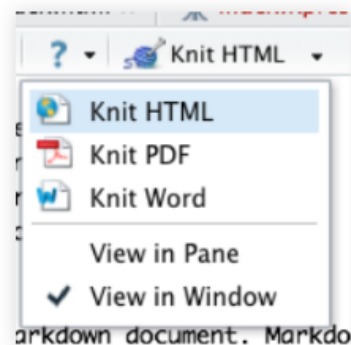 ? Knit HTML
Knit HTML
Knit PDF
Knit Word
View in Pane
View in Window
arkdown document. Markdo